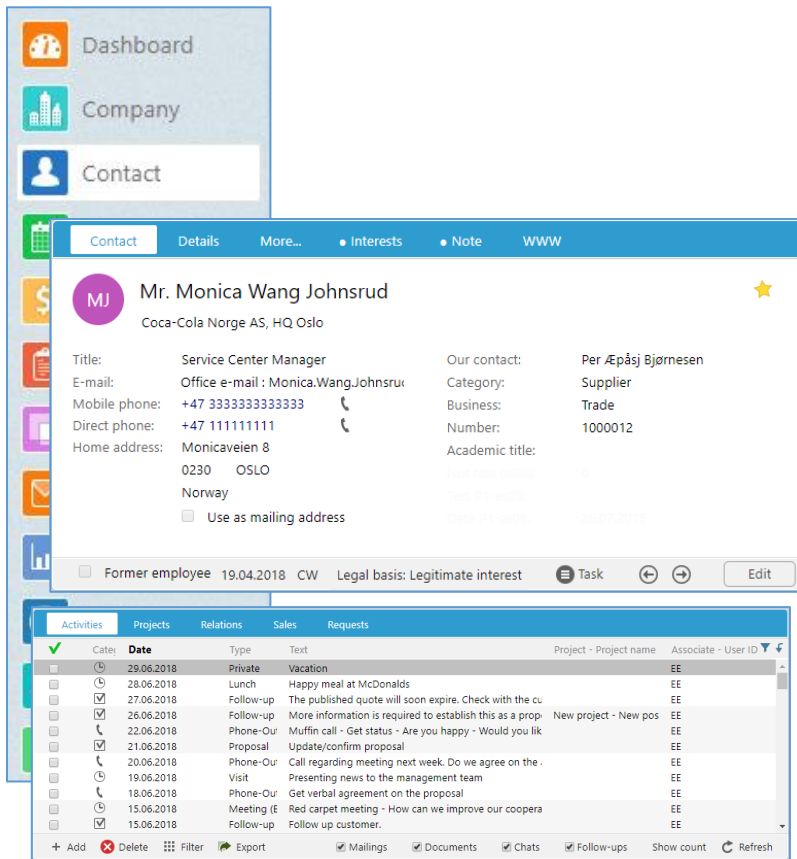 Dashboard
Company
Contact
Contact Details More... • Interests • Note WWW
MJ Mr. Monica Wang Johnsrud
Coca-Cola Norge AS, HQ Oslo
Title: Service Center Manager Our contact: Per Æpåsj Bjørnesen
E-mail: Office e-mail : Monica.Wang.Johnsru Category: Supplier
Mobile phone: +47 3333333333333 Business: Trade
Direct phone: +47 111111111 Number: 1000012
Home address: Monicaveien 8 Academic title:
0230 OSLO
Norway
Use as mailing address
Former employee 19.04.2018 CW Legal basis: Legitimate interest Task Edit
Activities Projects Relations Sales Requests
Categ Date Type Text Project - Project name Associate - User ID
29.06.2018 Private Vacation EE
28.06.2018 Lunch Happy meal at McDonalds EE
27.06.2018 Follow-up The published quote will soon expire. Check with the cu EE
26.06.2018 Follow-up More information is required to establish this as a prop New project - New pos EE
22.06.2018 Phone-Ou Muffin call - Get status - Are you happy - Would you lik EE
21.06.2018 Proposal Update/confirm proposal EE
20.06.2018 Phone-Ou Call regarding meeting next week. Do we agree on the EE
19.06.2018 Visit Presenting news to the management team EE
18.06.2018 Phone-Ou Get verbal agreement on the proposal EE
15.06.2018 Meeting (E Red carpet meeting - How can we improve our coopera EE
15.06.2018 Follow-up Follow up customer. EE
+ Add Delete Filter Export Mailings Documents Chats Follow-ups Show count Refresh